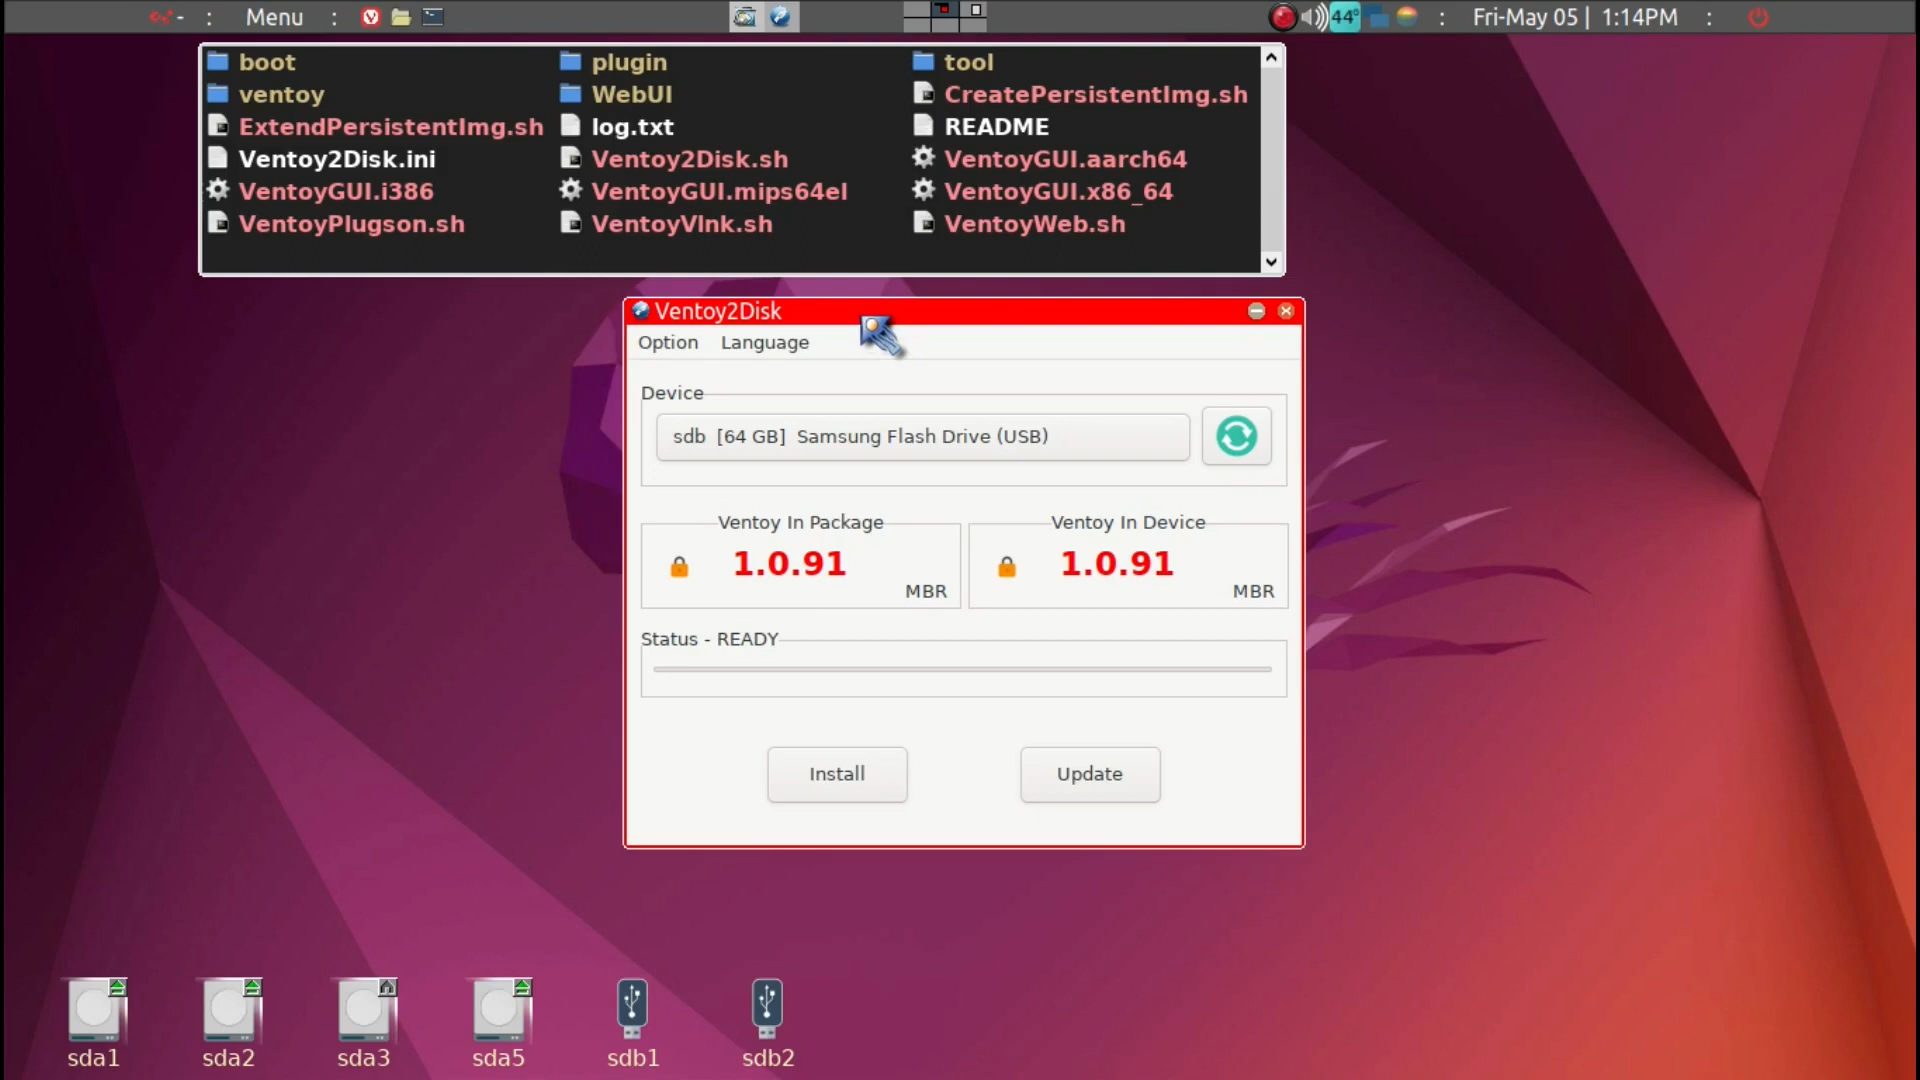 Menu
44°
Fri-May 05 | 1:14PM
boot plugin tool
ventoy WebUI CreatePersistentImg.sh
ExtendPersistentImg.sh log.txt README
Ventoy2Disk.ini Ventoy2Disk.sh VentoyGUI.aarch64
VentoyGUI.i386 VentoyGUI.mips64el VentoyGUI.x86_64
VentoyPlugson.sh VentoyVlnk.sh VentoyWeb.sh
Ventoy2Disk
Option Language
Device
sdb [64 GB] Samsung Flash Drive (USB)
Ventoy In Package
1.0.91
MBR
Ventoy In Device
1.0.91
MBR
Status - READY
Install
Update
sda1 sda2 sda3 sda5 sdb1 sdb2